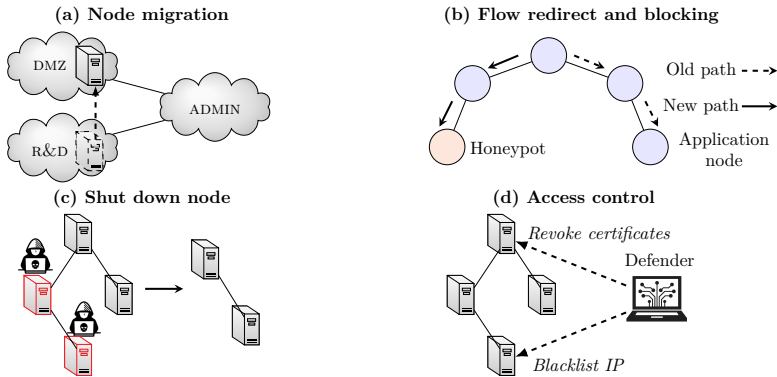 (a) Node migration
DMZ
ADMIN
R&D
(b) Flow redirect and blocking
Old path
New path
Honeypot
Application
node
(c) Shut down node
(d) Access control
Revoke certificates
Defender
Blacklist IP